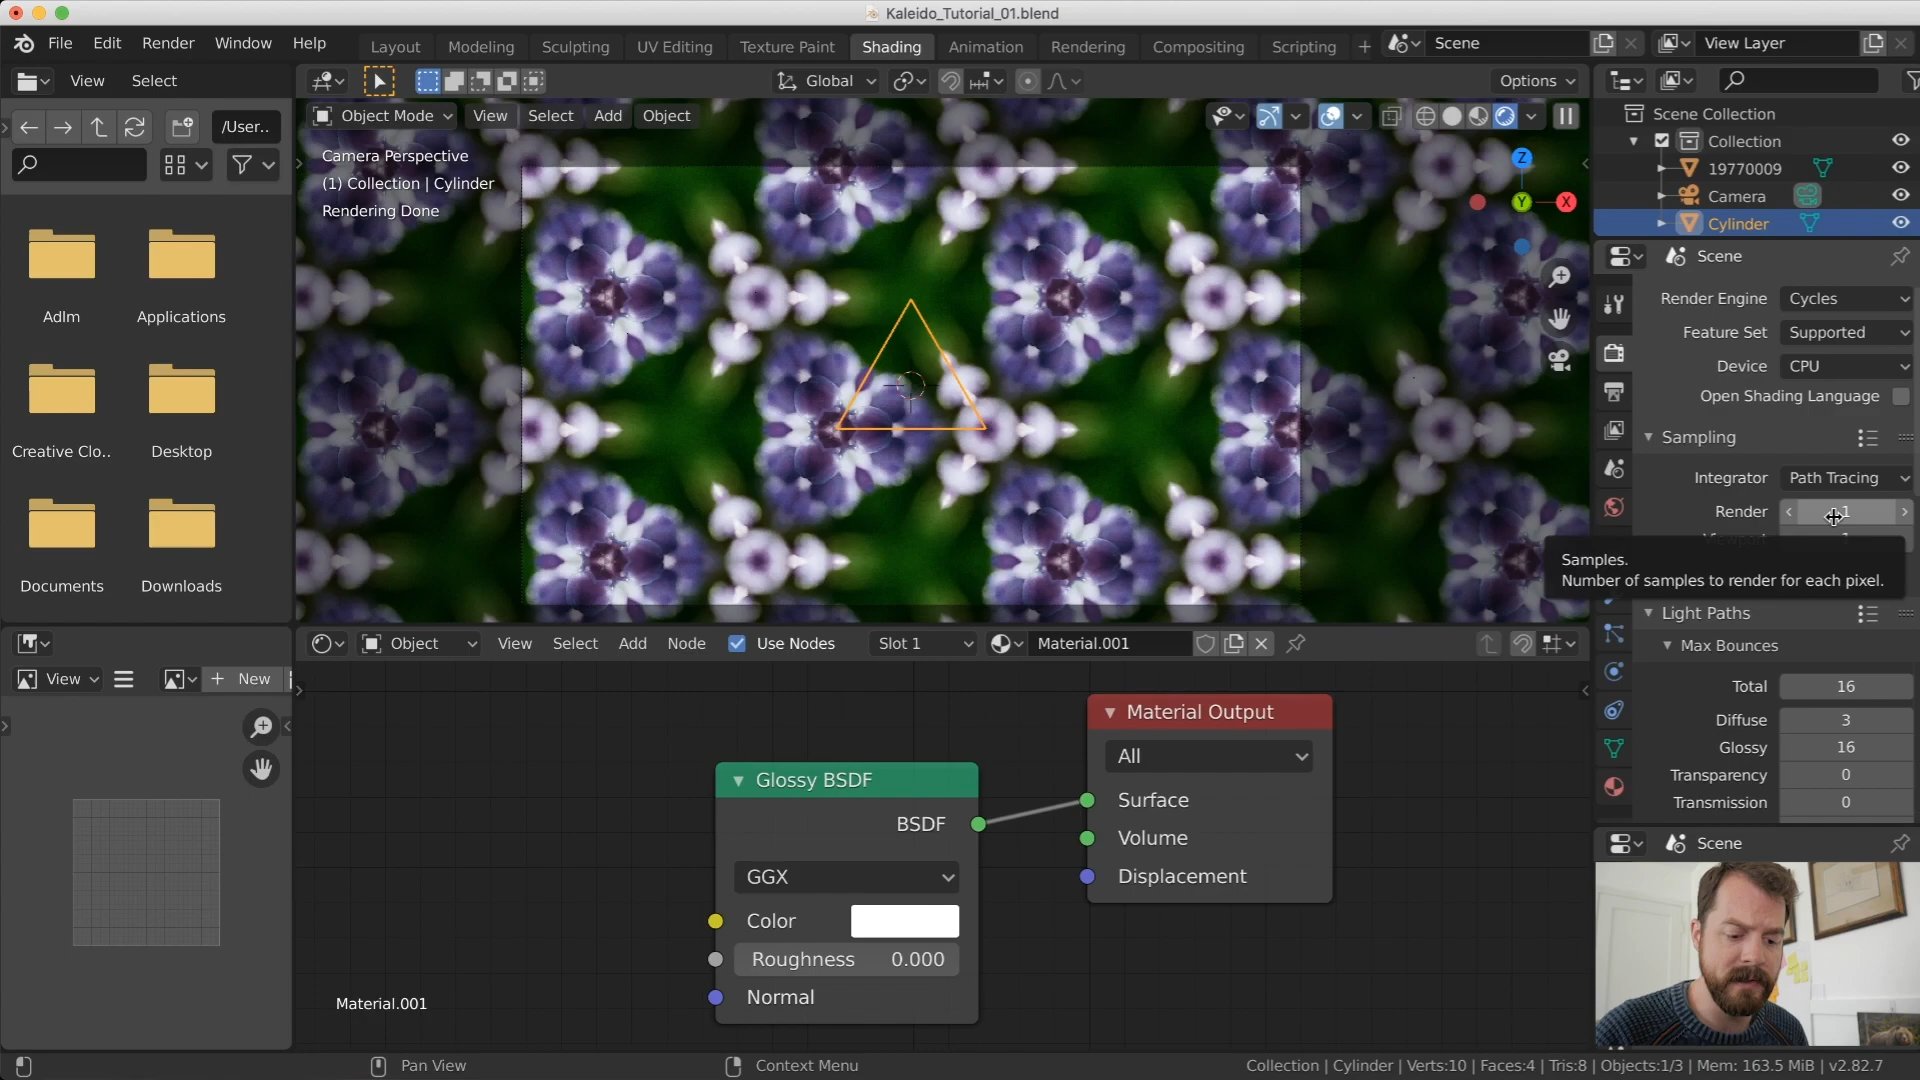 Kaleido_Tutorial_01.blend
File Edit Render Window Help
Layout Modeling Sculpting UV Editing Texture Paint Shading Animation Rendering Compositing Scripting +
Scene
View Layer
View Select
Global
Options
/User..
Object Mode View Select Add Object
Camera Perspective
(1) Collection | Cylinder
Rendering Done
Z
Y
X
Adlm
Applications
Creative Clo..
Desktop
Documents
Downloads
Scene Collection
Collection
19770009
Camera
Cylinder
Scene
Render Engine Cycles
Feature Set Supported
Device CPU
Open Shading Language
Sampling
Integrator Path Tracing
Render 1
Samples.
Number of samples to render for each pixel.
Light Paths
Max Bounces
Total 16
Diffuse 3
Glossy 16
Transparency 0
Transmission 0
Scene
View
+ New
Object View Select Add Node Use Nodes Slot 1 Material.001
Glossy BSDF
BSDF
GGX
Color
Roughness 0.000
Normal
Material Output
All
Surface
Volume
Displacement
Material.001
Pan View
Context Menu
Collection | Cylinder | Verts:10 | Faces:4 | Tris:8 | Objects:1/3 | Mem: 163.5 MiB | v2.82.7